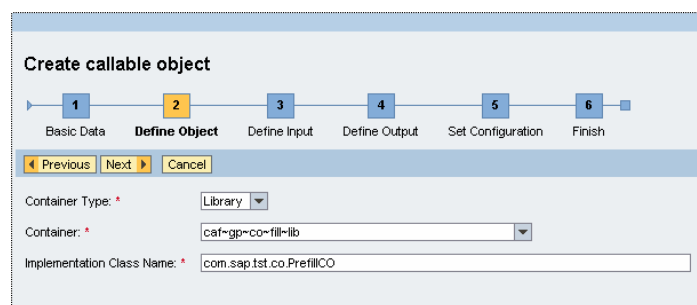 Create callable object
1 2 3 4 5 6
Basic Data Define Object Define Input Define Output Set Configuration Finish
Previous Next Cancel
Container Type: * Library
Container: * caf~gp~co~fill~lib
Implementation Class Name: * com.sap.tst.co.PrefillCO